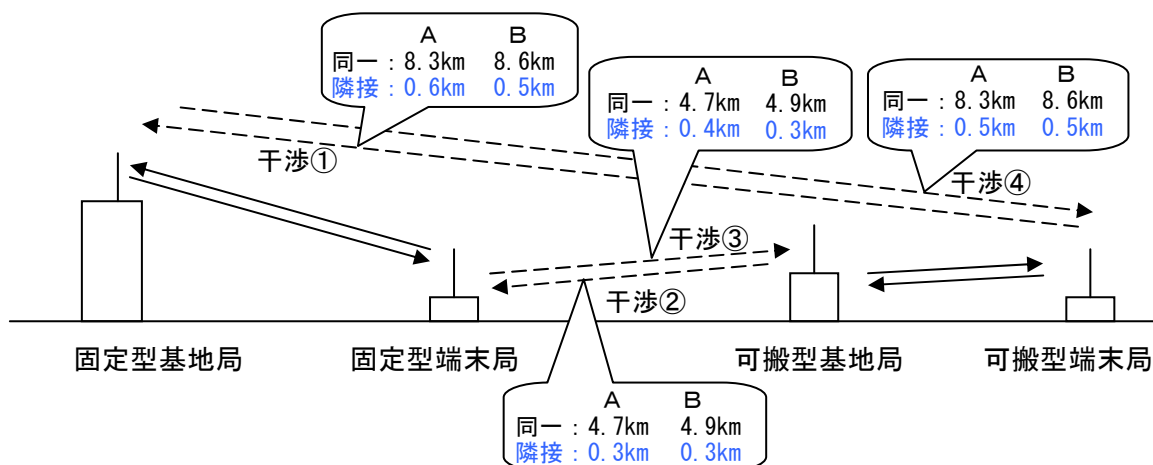 A B
同一：8.3km 8.6km
隣接：0.6km 0.5km
A B
同一：4.7km 4.9km
隣接：0.4km 0.3km
A B
同一：8.3km 8.6km
隣接：0.5km 0.5km
干渉①
干渉④
干渉③
干渉②
固定型基地局 固定型端末局 可搬型基地局 可搬型端末局
A B
同一：4.7km 4.9km
隣接：0.3km 0.3km